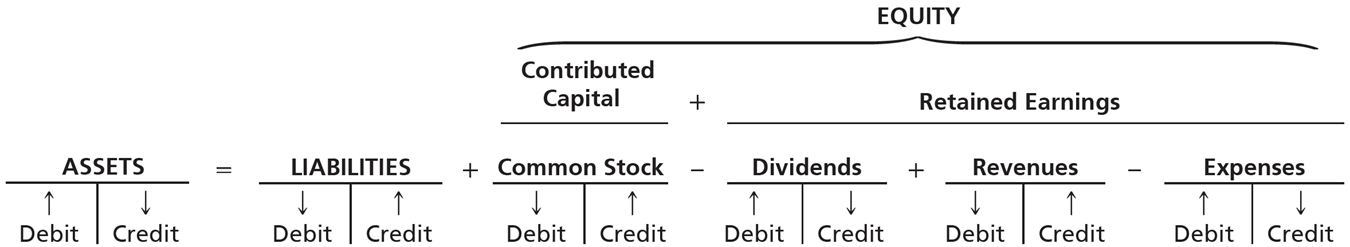 EQUITY
Contributed
Capital + Retained Earnings
ASSETS = LIABILITIES + Common Stock – Dividends + Revenues – Expenses
↑ ↓ ↓ ↑ ↓ ↑ ↑ ↓ ↓ ↑ ↑ ↓
Debit Credit Debit Credit Debit Credit Debit Credit Debit Credit Debit Credit